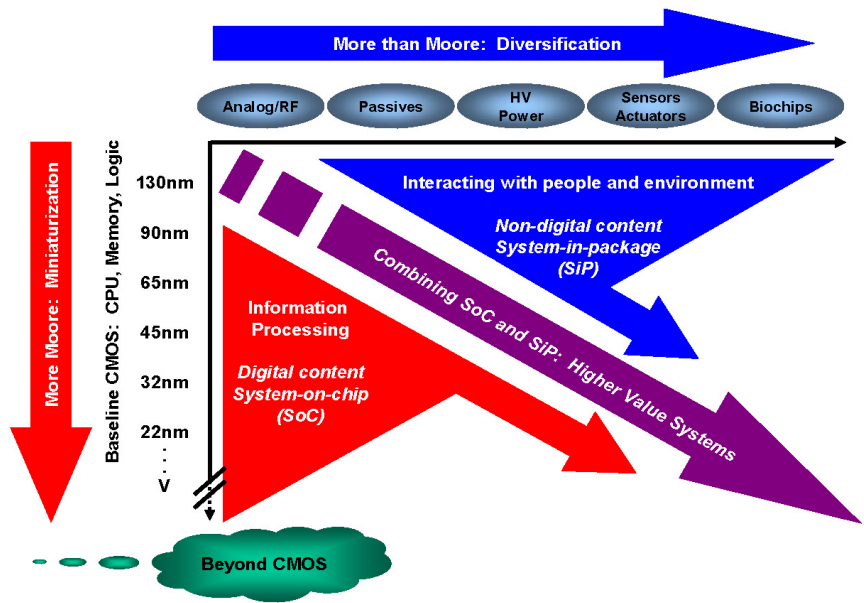 More than Moore: Diversification
Analog/RF
Passives
HV
Power
Sensors
Actuators
Biochips
More Moore: Miniaturization
Baseline CMOS: CPU, Memory, Logic
130nm
90nm
65nm
45nm
32nm
22nm
V
Interacting with people and environment
Non-digital content
System-in-package
(SiP)
Combining SoC and SiP: Higher Value Systems
Information
Processing
Digital content
System-on-chip
(SoC)
Beyond CMOS